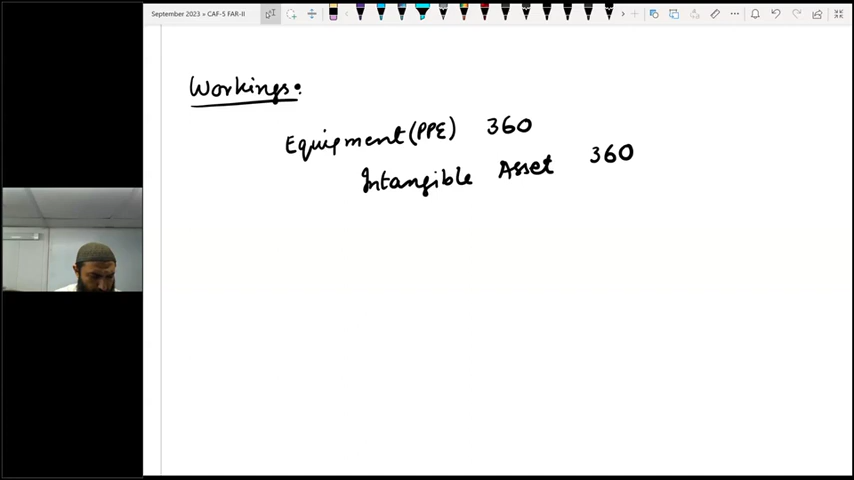 September 2023 » CAF-5 FAR-II
Workings:
Equipment (PPE) 360
Intangible Asset 360